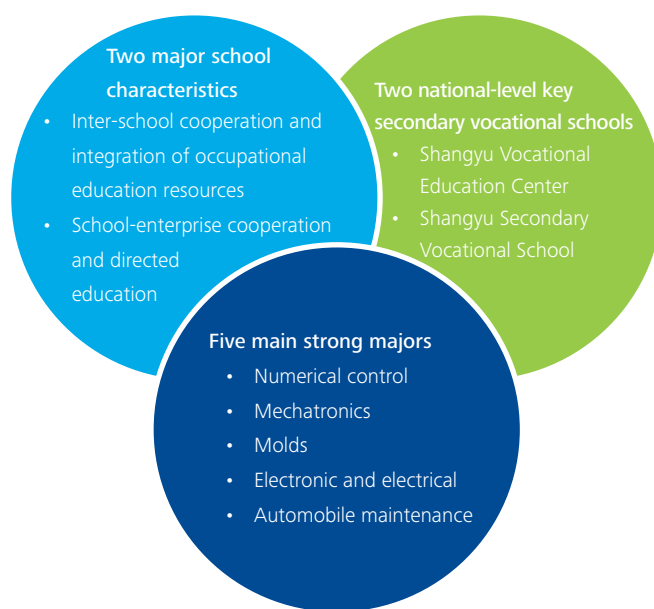 Two major school
characteristics
• Inter-school cooperation and
integration of occupational
education resources
• School-enterprise cooperation
and directed
education
Two national-level key
secondary vocational schools
• Shangyu Vocational
Education Center
• Shangyu Secondary
Vocational School
Five main strong majors
• Numerical control
• Mechatronics
• Molds
• Electronic and electrical
• Automobile maintenance